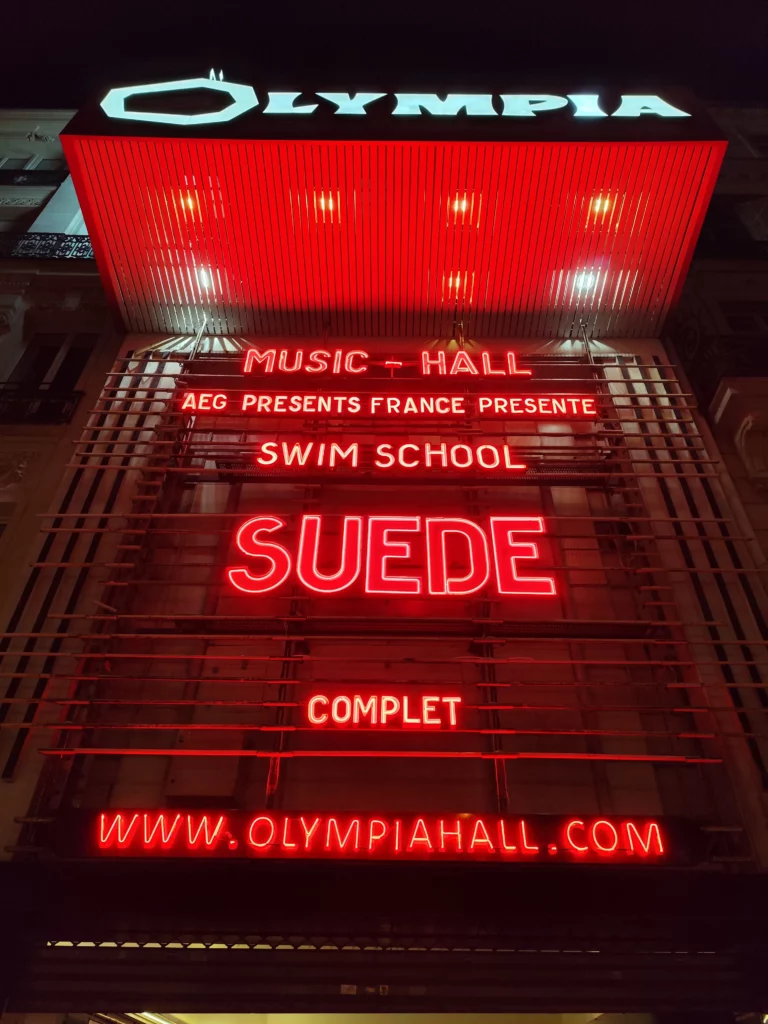 OLYMPIA
MUSIC - HALL
AEG PRESENTS FRANCE PRESENTE
SWIM SCHOOL
SUEDE
COMPLET
WWW.OLYMPIAHALL.COM